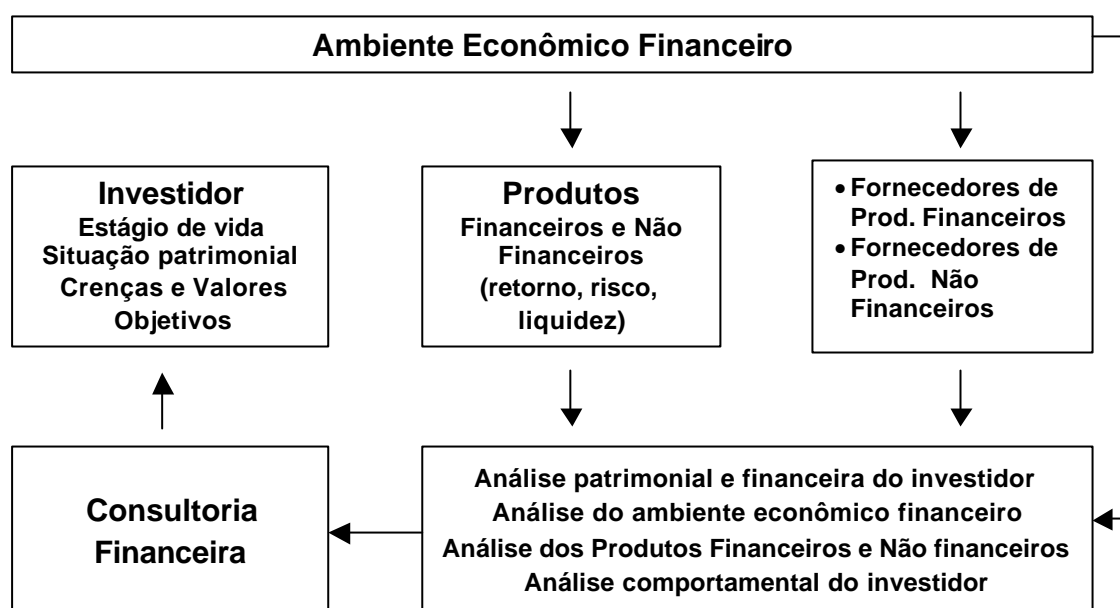 Ambiente Econômico Financeiro
Investidor
Estágio de vida
Situação patrimonial
Crenças e Valores
Objetivos
Produtos
Financeiros e Não
Financeiros
(retorno, risco,
liquidez)
• Fornecedores de
Prod. Financeiros
• Fornecedores de
Prod. Não
Financeiros
Consultoria
Financeira
Análise patrimonial e financeira do investidor
Análise do ambiente econômico financeiro
Análise dos Produtos Financeiros e Não financeiros
Análise comportamental do investidor